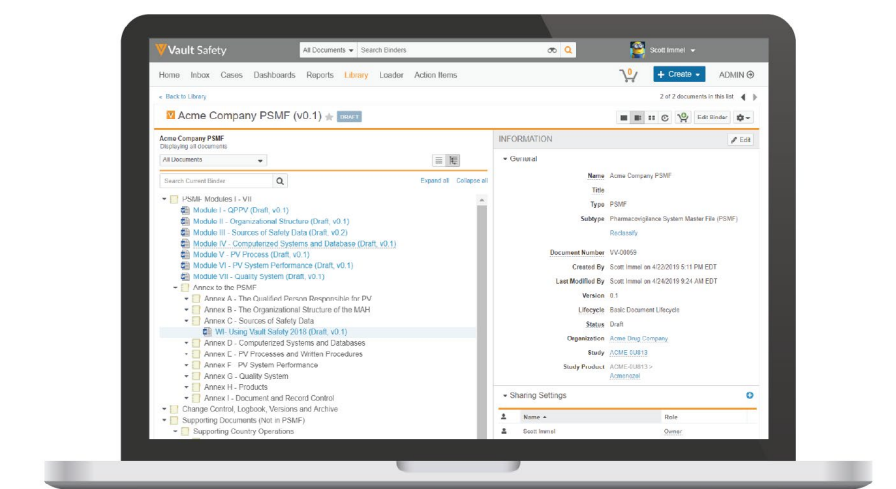 Vault Safety
All Documents
Search Binders
Scott Immel
Home Inbox Cases Dashboards Reports Library Loader Action Items
+ Create
ADMIN
« Back to Library
2 of 2 documents in this list
Acme Company PSMF (v0.1)
DRAFT
Edit Binder
Acme Company PSMF
Displaying all documents
All Documents
Search Current Binder
Expand all Collapse all
PSMF Modules I - VII
Module I - QPPV (Draft, v0.1)
Module II - Organizational Structure (Draft, v0.1)
Module III - Sources of Safety Data (Draft, v0.2)
Module IV - Computerized Systems and Database (Draft, v0.1)
Module V - PV Process (Draft, v0.1)
Module VI - PV System Performance (Draft, v0.1)
Module VII - Quality System (Draft, v0.1)
Annex to the PSMF
Annex A - The Qualified Person Responsible for PV
Annex B - The Organizational Structure of the MAH
Annex C - Sources of Safety Data
WI- Using Vault Safety 2018 (Draft, v0.1)
Annex D - Computerized Systems and Databases
Annex E - PV Processes and Written Procedures
Annex F - PV System Performance
Annex G - Quality System
Annex H - Products
Annex I - Document and Record Control
Change Control, Logbook, Versions and Archive
Supporting Documents (Not in PSMF)
Supporting Country Operations
INFORMATION
Edit
General
Name Acme Company PSMF
Title
Type PSMF
Subtype Pharmacovigilance System Master File (PSMF)
Reclassify
Document Number VV-00059
Created By Scott Immel on 4/22/2019 5:11 PM EDT
Last Modified By Scott Immel on 4/24/2019 9:24 AM EDT
Version 0.1
Lifecycle Basic Document Lifecycle
Status Draft
Organization Acme Drug Company
Study ACME-0U813
Study Product ACME-0U813 >
Acmenazol
Sharing Settings
Name
Role
Scott Immel
Owner